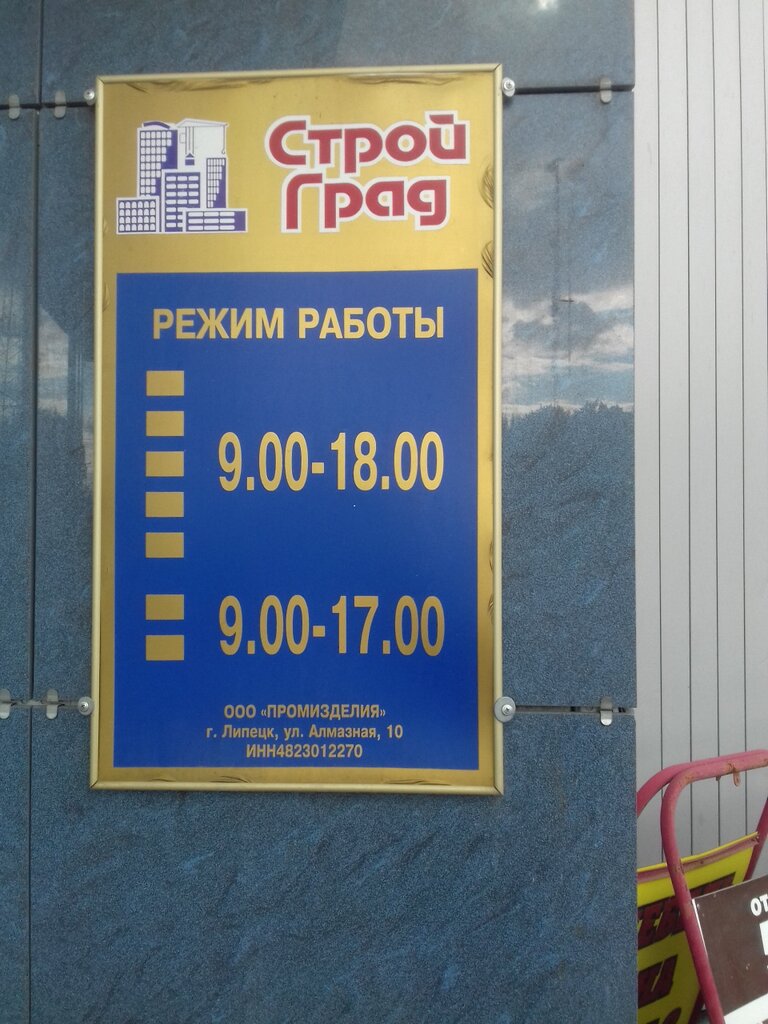 Строй
Град
РЕЖИМ РАБОТЫ
9.00-18.00
9.00-17.00
ООО «ПРОМИЗДЕЛИЯ»
г. Липецк, ул. Алмазная, 10
ИНН4823012270